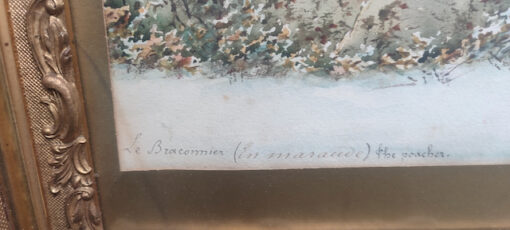 Le Braconnier (En maraude) the poacher.